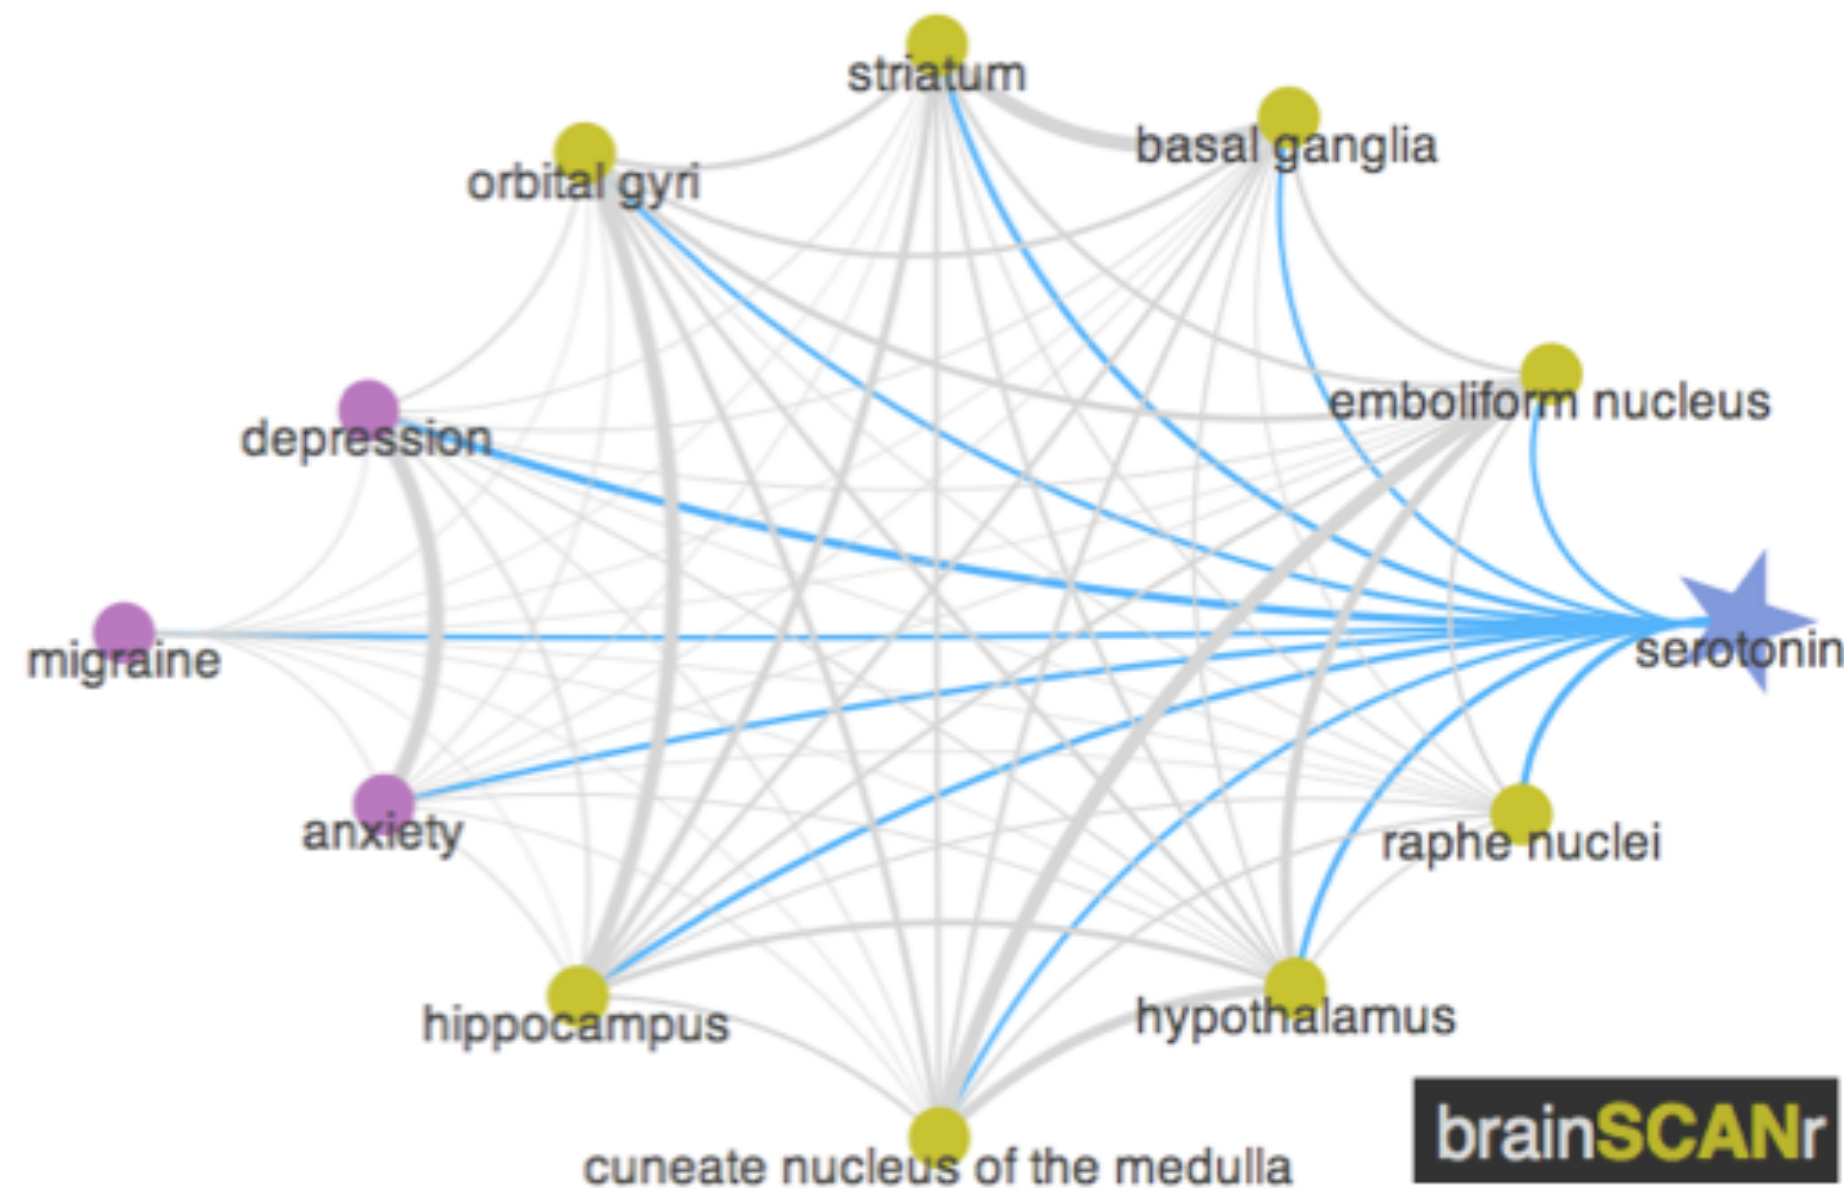 striatum
basal ganglia
orbital gyri
emboliform nucleus
depression
serotonin
migraine
anxiety
raphe nuclei
hypothalamus
hippocampus
cuneate nucleus of the medulla
brainSCANr